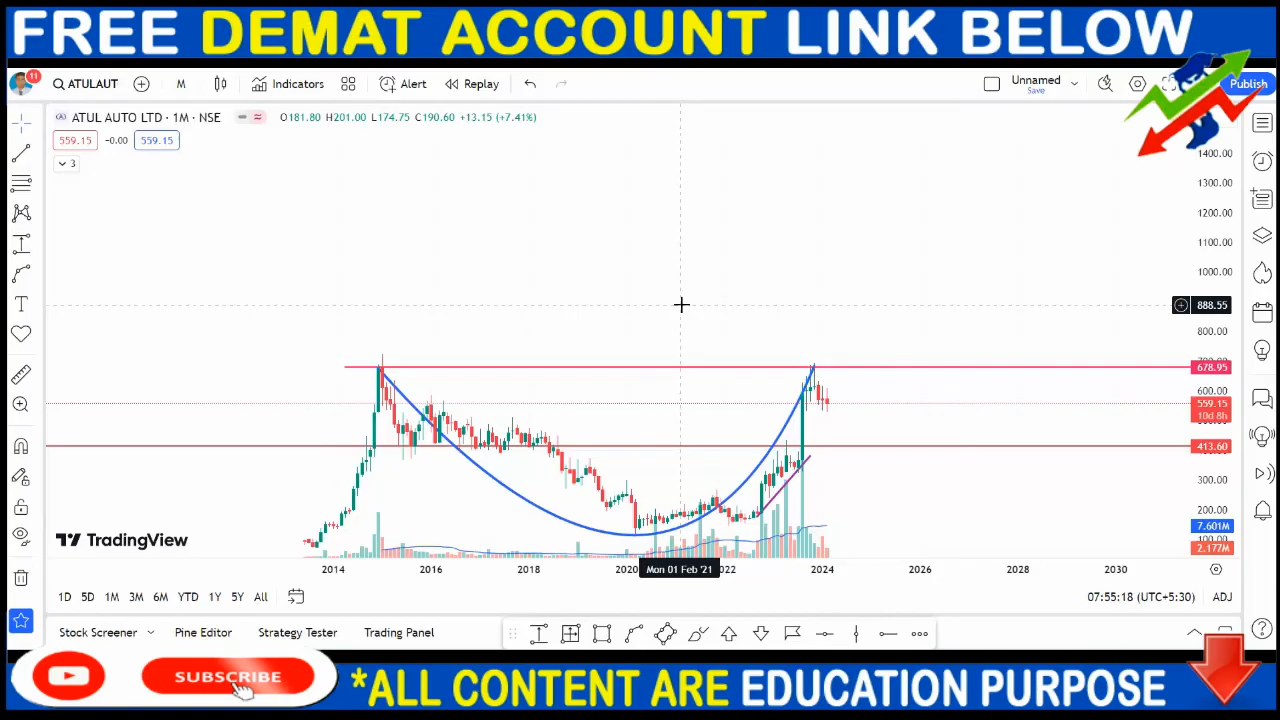 FREE DEMAT ACCOUNT LINK BELOW
11
ATULAUT
M
Indicators
Alert
Replay
Unnamed
Save
Publish
ATUL AUTO LTD · 1M · NSE
O181.80 H201.00 L174.75 C190.60 +13.15 (+7.41%)
559.15
−0.00
559.15
3
1400.00
1300.00
1200.00
1100.00
1000.00
888.55
800.00
678.95
600.00
559.15
10d 8h
413.60
300.00
200.00
7.601M
2.177M
TradingView
2014
2016
2018
2020
Mon 01 Feb '21
2024
2026
2028
2030
1D
5D
1M
3M
6M
YTD
1Y
5Y
All
07:55:18 (UTC+5:30)
ADJ
Stock Screener
Pine Editor
Strategy Tester
Trading Panel
SUBSCRIBE
*ALL CONTENT ARE EDUCATION PURPOSE